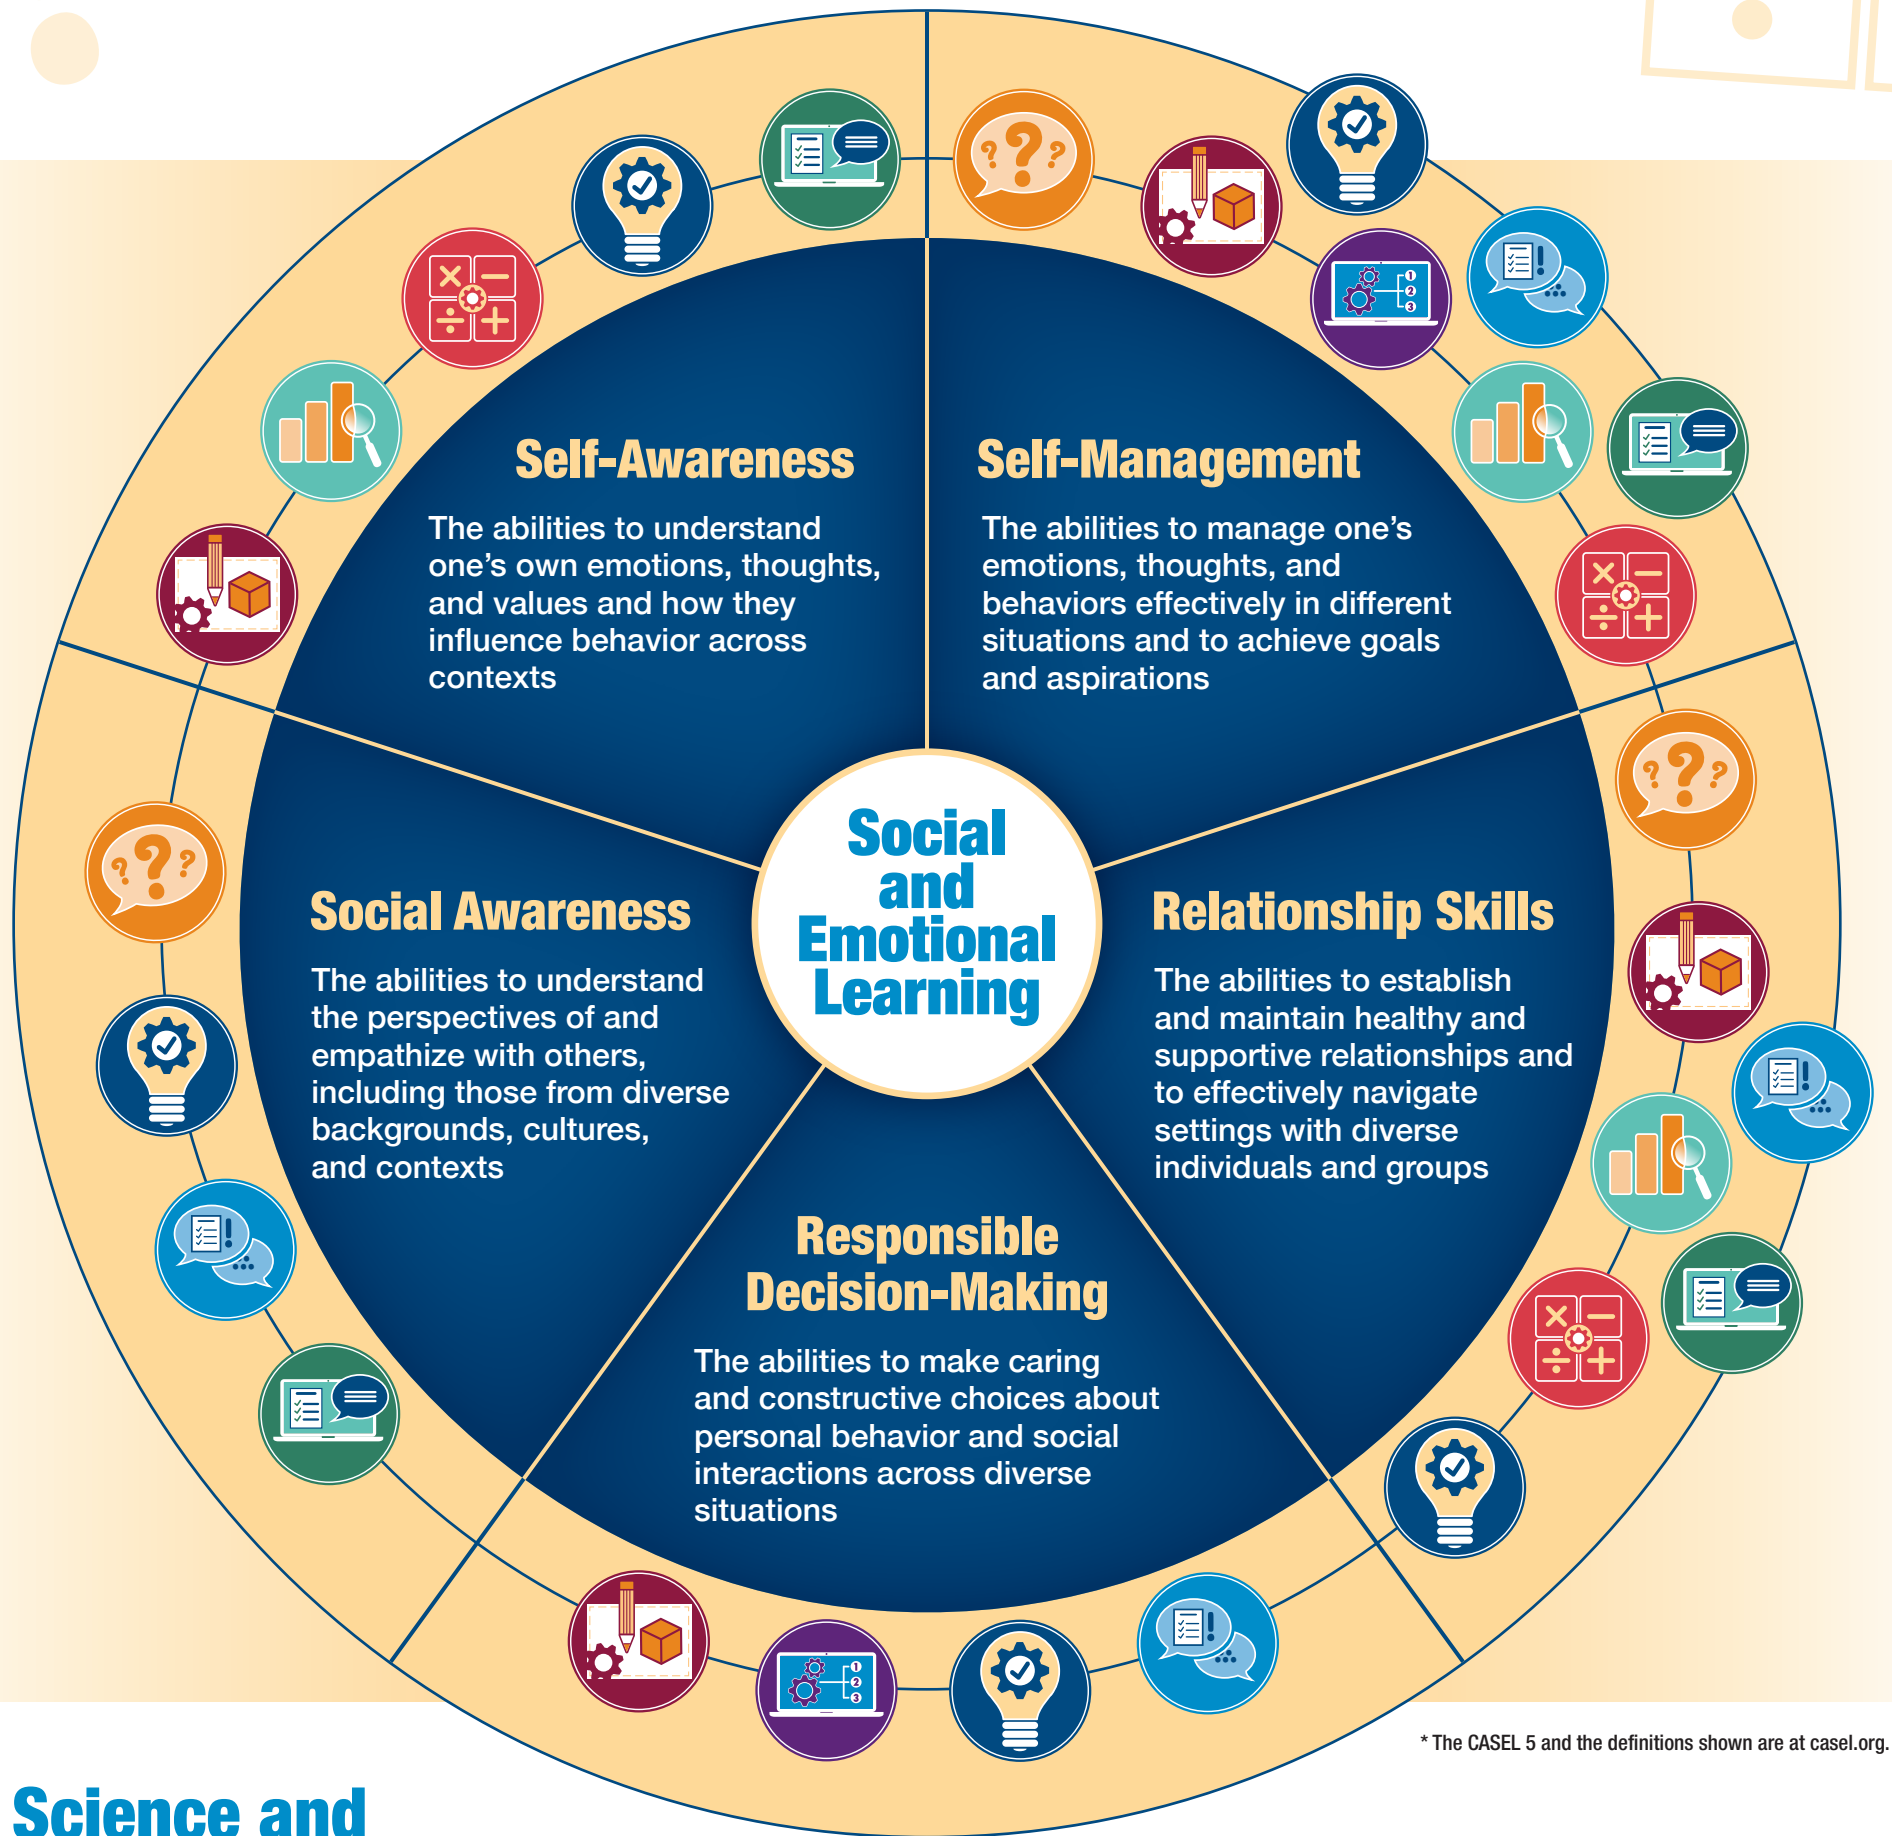 Self-Awareness
The abilities to understand
one’s own emotions, thoughts,
and values and how they
influence behavior across
contexts
Self-Management
The abilities to manage one’s
emotions, thoughts, and
behaviors effectively in different
situations and to achieve goals
and aspirations
Social
and
Emotional
Learning
Social Awareness
The abilities to understand
the perspectives of and
empathize with others,
including those from diverse
backgrounds, cultures,
and contexts
Relationship Skills
The abilities to establish
and maintain healthy and
supportive relationships and
to effectively navigate
settings with diverse
individuals and groups
Responsible
Decision-Making
The abilities to make caring
and constructive choices about
personal behavior and social
interactions across diverse
situations
1
2
3
1
2
3
* The CASEL 5 and the definitions shown are at casel.org.
Science and